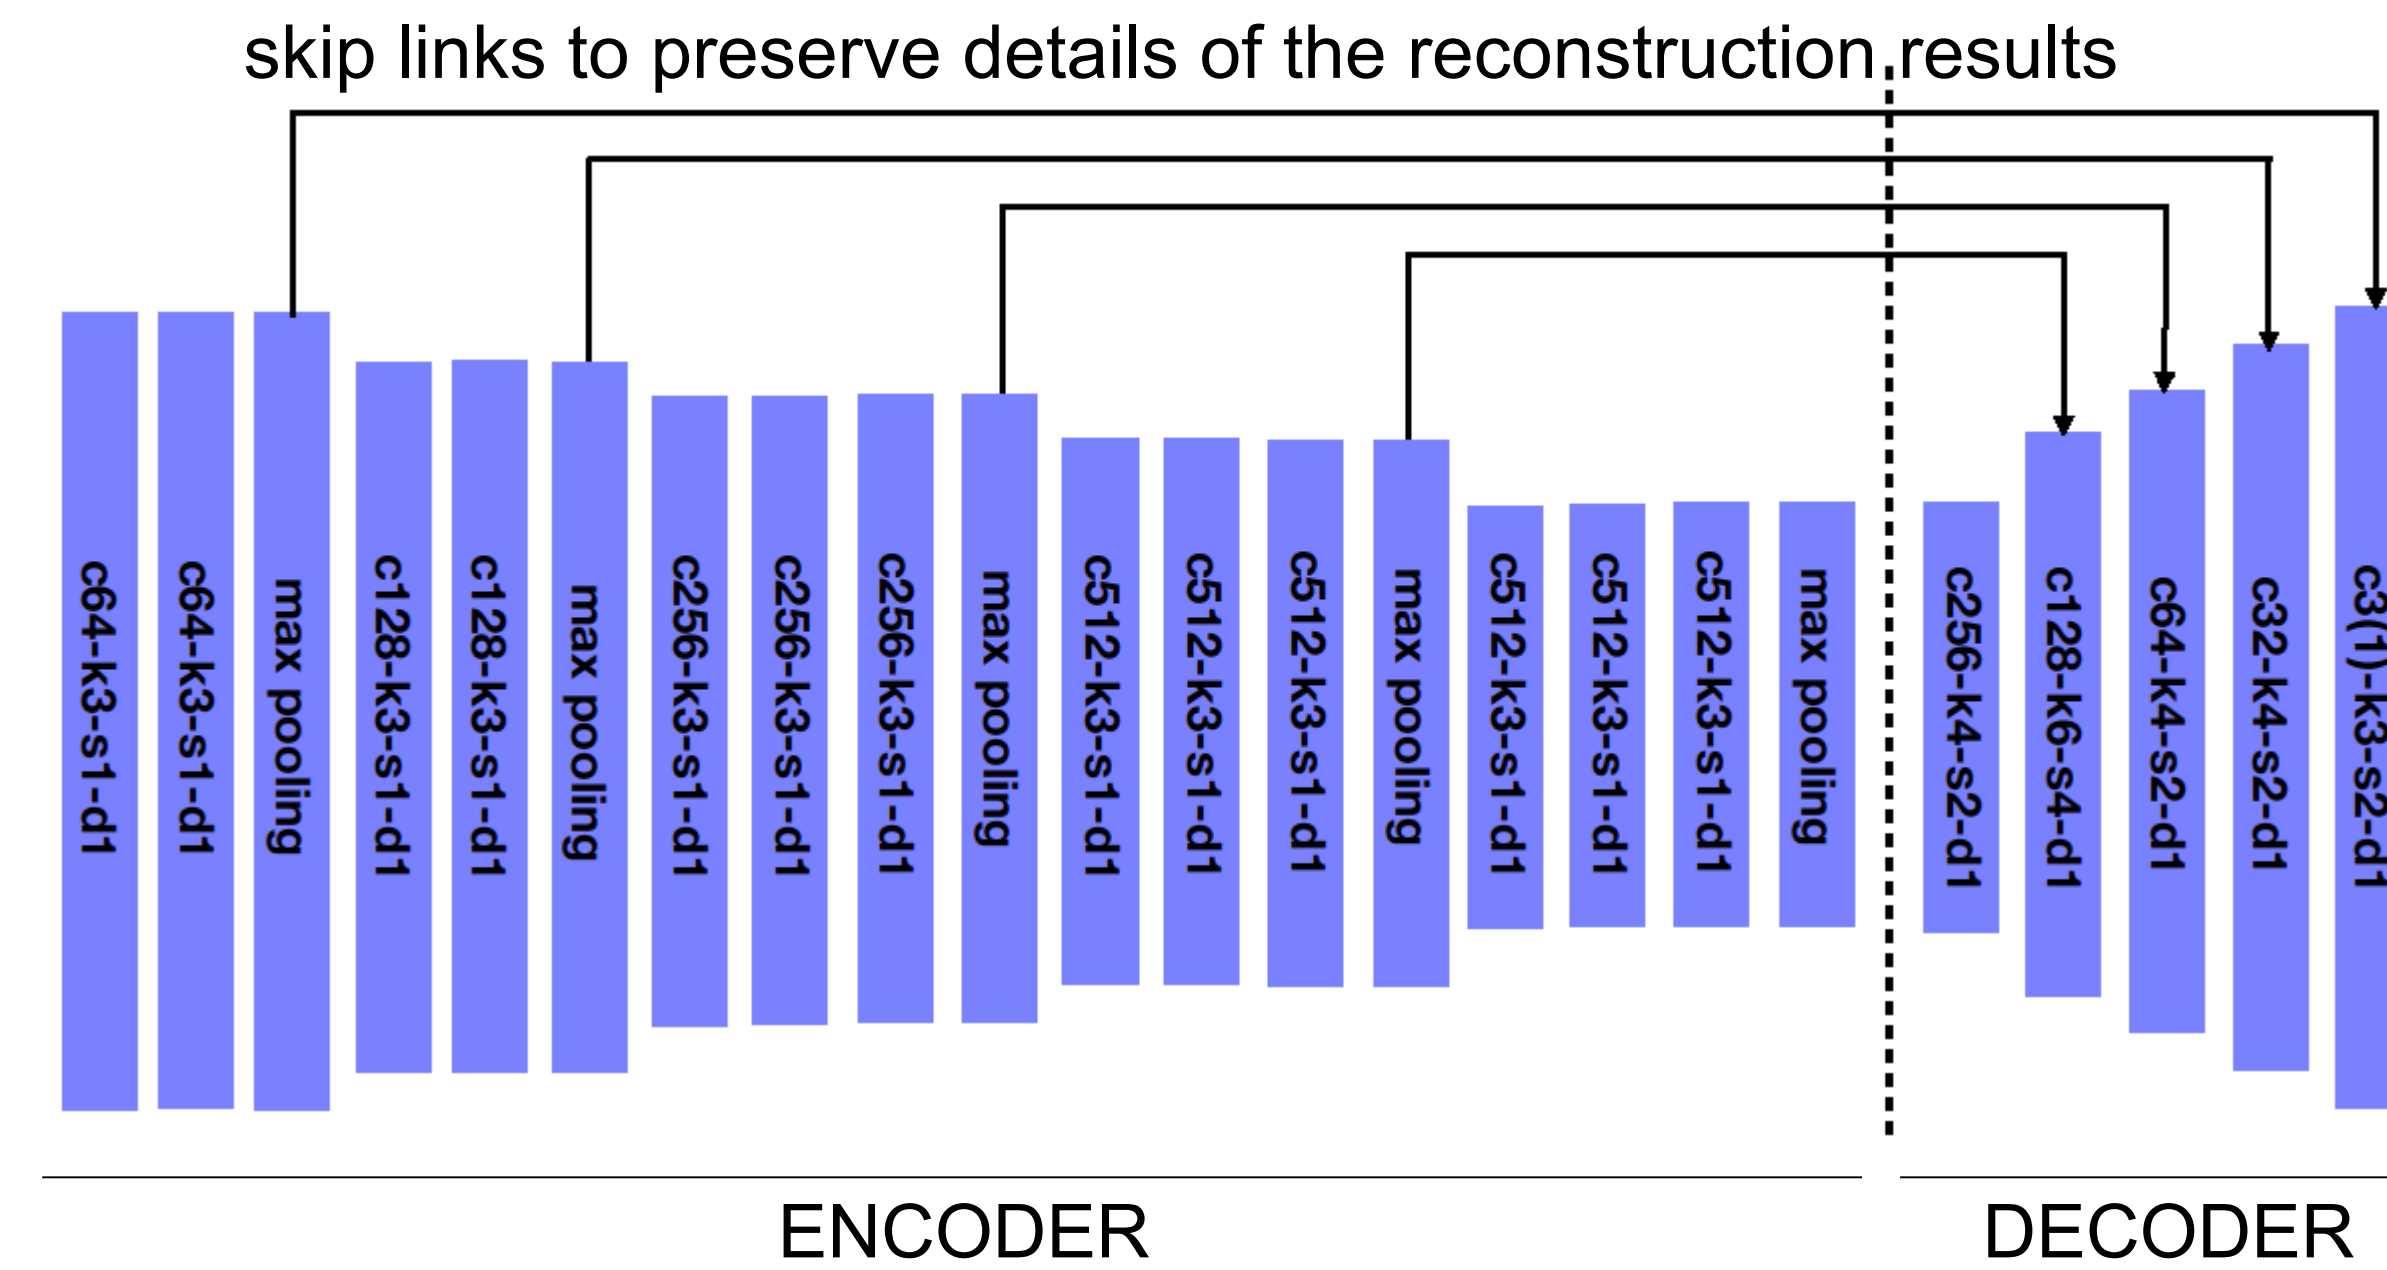 skip links to preserve details of the reconstruction results
c64-k3-s1-d1
c64-k3-s1-d1
max pooling
c128-k3-s1-d1
c128-k3-s1-d1
max pooling
c256-k3-s1-d1
c256-k3-s1-d1
c256-k3-s1-d1
max pooling
c512-k3-s1-d1
c512-k3-s1-d1
c512-k3-s1-d1
max pooling
c512-k3-s1-d1
c512-k3-s1-d1
c512-k3-s1-d1
max pooling
c256-k4-s2-d1
c128-k6-s4-d1
c64-k4-s2-d1
c32-k4-s2-d1
c3(1)-k3-s2-d1
ENCODER
DECODER